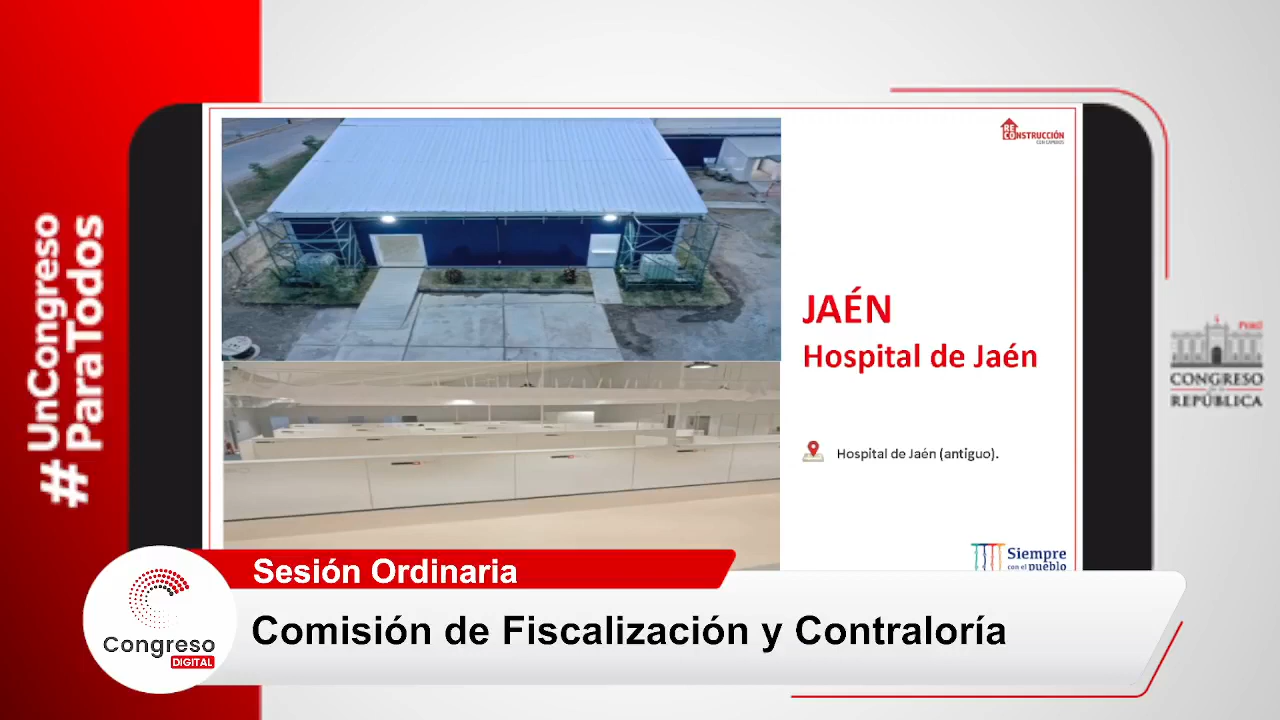 #UnCongreso
ParaTodos
RECONSTRUCCIÓN
CON CAMBIOS
JAÉN
Hospital de Jaén
Hospital de Jaén (antiguo).
Siempre
con el pueblo
PERÚ
CONGRESO
REPÚBLICA
Sesión Ordinaria
Comisión de Fiscalización y Contraloría
Congreso
DIGITAL